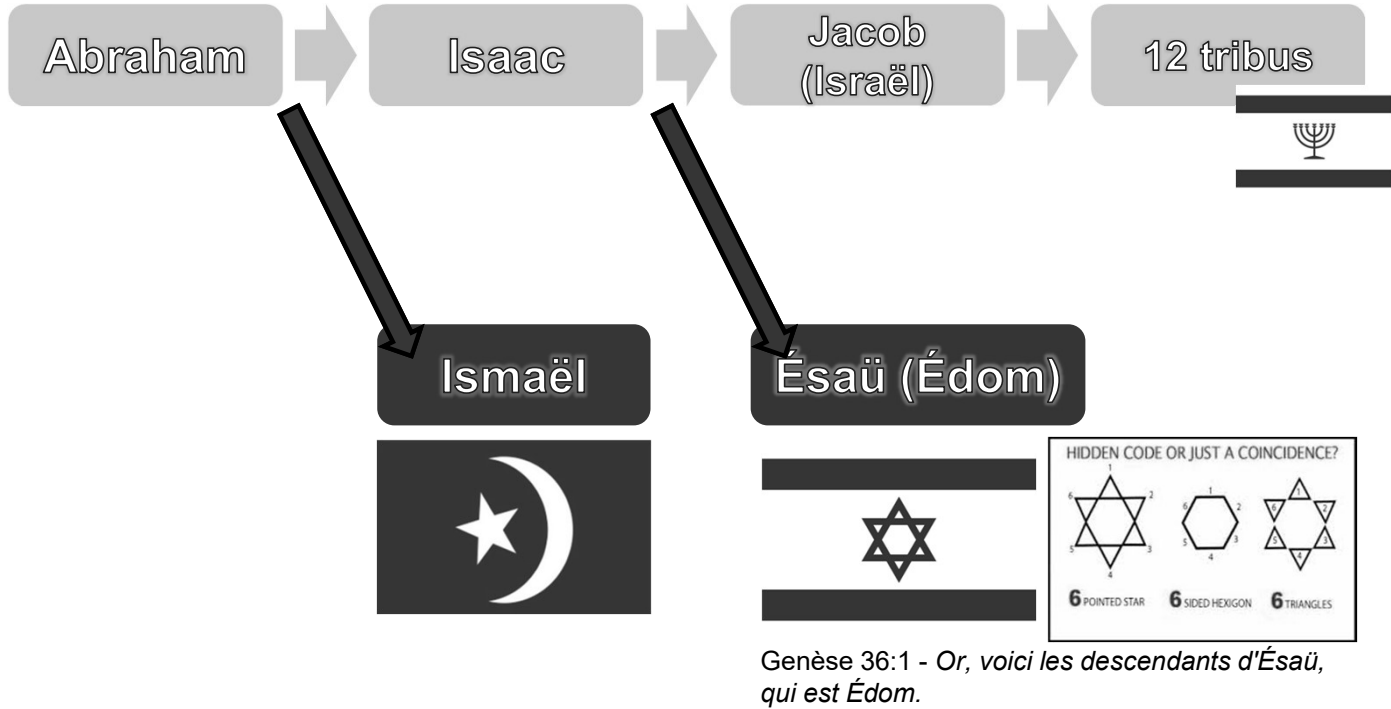 Abraham
Isaac
Jacob
(Israël)
12 tribus
Ismaël
Ésaü (Édom)
HIDDEN CODE OR JUST A COINCIDENCE?
1
6
2
5
3
4
1
6
2
5
3
4
1
6
2
5
3
4
6 POINTED STAR
6 SIDED HEXIGON
6 TRIANGLES
Genèse 36:1 - Or, voici les descendants d'Ésaü,
qui est Édom.